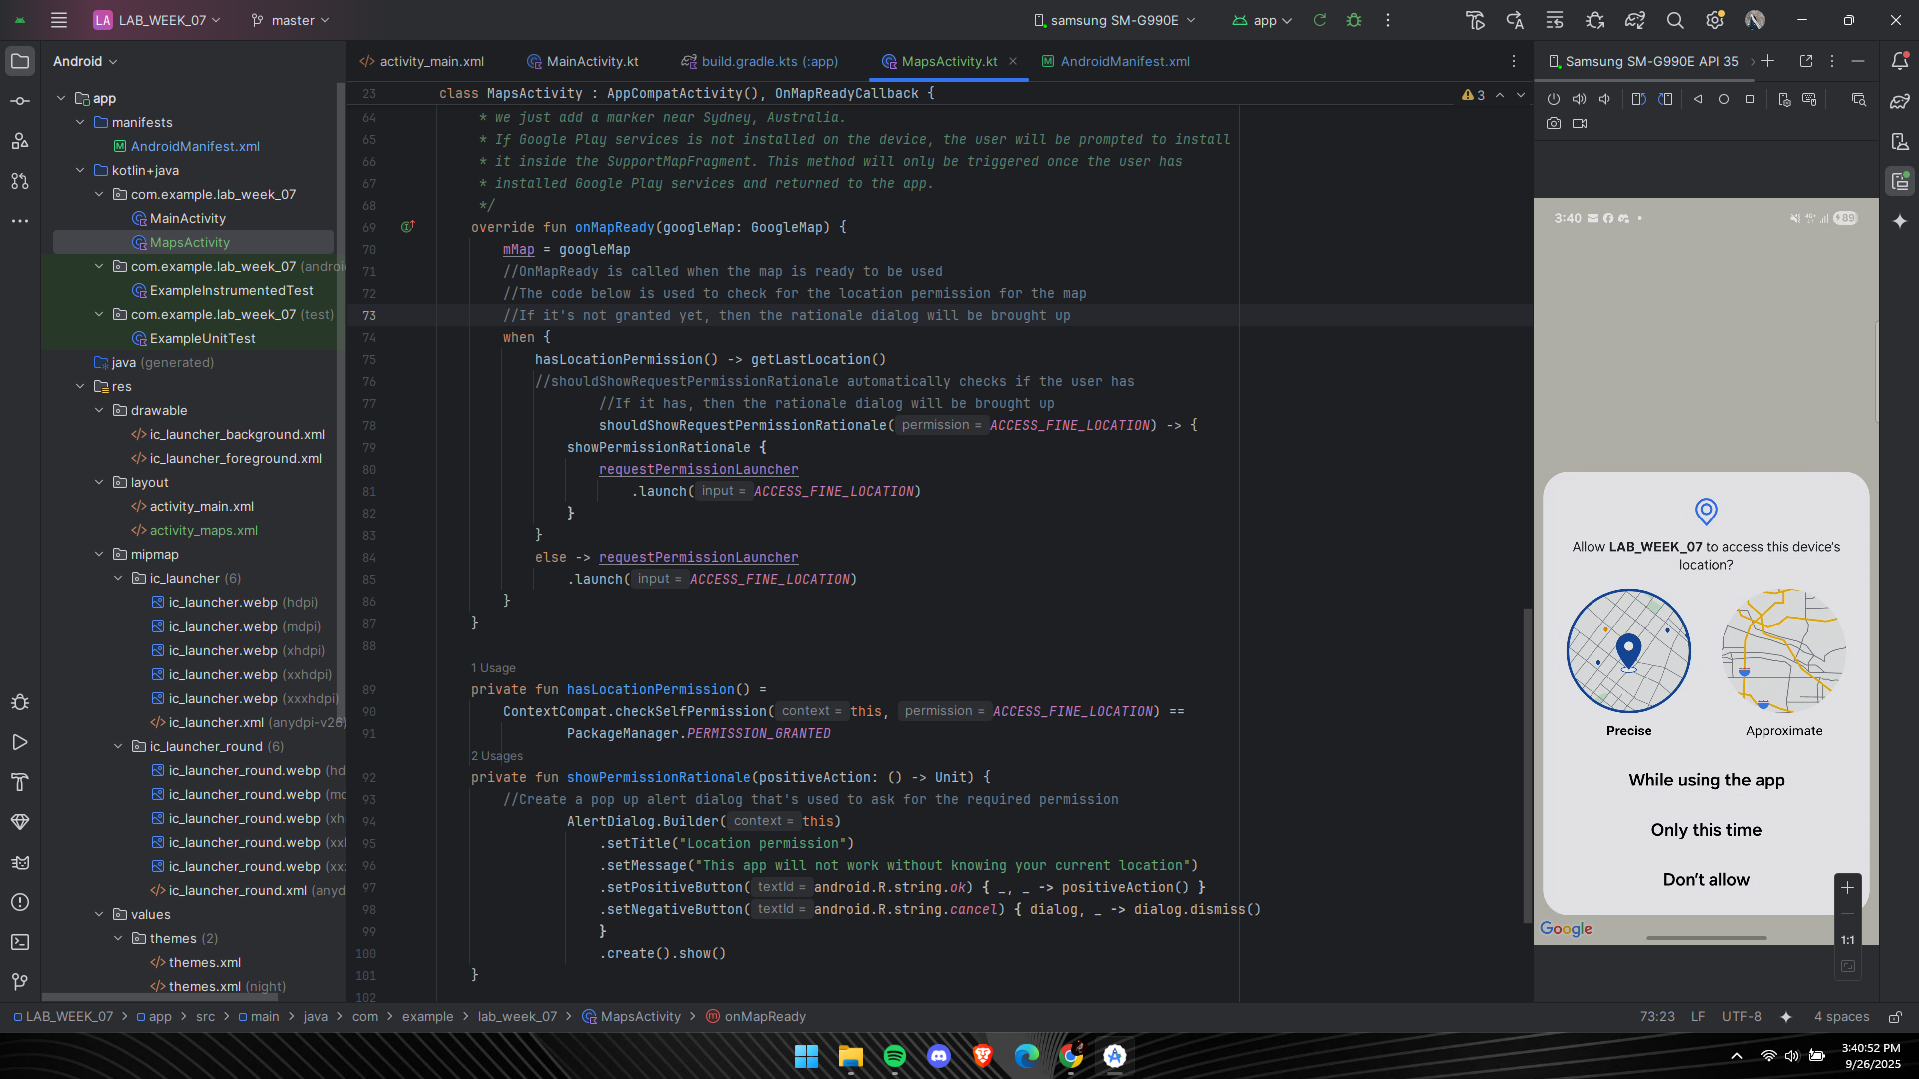 LA LAB_WEEK_07
master
samsung SM-G990E
app
Android
activity_main.xml
MainActivity.kt
build.gradle.kts (:app)
MapsActivity.kt
AndroidManifest.xml
Samsung SM-G990E API 35
app
manifests
AndroidManifest.xml
kotlin+java
com.example.lab_week_07
MainActivity
MapsActivity
com.example.lab_week_07 (androi
ExampleInstrumentedTest
com.example.lab_week_07 (test)
ExampleUnitTest
java (generated)
res
drawable
ic_launcher_background.xml
ic_launcher_foreground.xml
layout
activity_main.xml
activity_maps.xml
mipmap
ic_launcher (6)
ic_launcher.webp (hdpi)
ic_launcher.webp (mdpi)
ic_launcher.webp (xhdpi)
ic_launcher.webp (xxhdpi)
ic_launcher.webp (xxxhdpi)
ic_launcher.xml (anydpi-v26)
ic_launcher_round (6)
ic_launcher_round.webp (hd
ic_launcher_round.webp (md
ic_launcher_round.webp (xh
ic_launcher_round.webp (xx
ic_launcher_round.webp (xx
ic_launcher_round.xml (anyd
values
themes (2)
themes.xml
themes.xml (night)
23 class MapsActivity : AppCompatActivity(), OnMapReadyCallback {
3
64 * we just add a marker near Sydney, Australia.
65 * If Google Play services is not installed on the device, the user will be prompted to install
66 * it inside the SupportMapFragment. This method will only be triggered once the user has
67 * installed Google Play services and returned to the app.
68 */
69 override fun onMapReady(googleMap: GoogleMap) {
70 mMap = googleMap
71 //OnMapReady is called when the map is ready to be used
72 //The code below is used to check for the location permission for the map
73 //If it's not granted yet, then the rationale dialog will be brought up
74 when {
75 hasLocationPermission() -> getLastLocation()
76 //shouldShowRequestPermissionRationale automatically checks if the user has
77 //If it has, then the rationale dialog will be brought up
78 shouldShowRequestPermissionRationale( permission = ACCESS_FINE_LOCATION) -> {
79 showPermissionRationale {
80 requestPermissionLauncher
81 .launch( input = ACCESS_FINE_LOCATION)
82 }
83 }
84 else -> requestPermissionLauncher
85 .launch( input = ACCESS_FINE_LOCATION)
86 }
87 }
88
1 Usage
89 private fun hasLocationPermission() =
90 ContextCompat.checkSelfPermission( context = this, permission = ACCESS_FINE_LOCATION) ==
91 PackageManager.PERMISSION_GRANTED
2 Usages
92 private fun showPermissionRationale(positiveAction: () -> Unit) {
93 //Create a pop up alert dialog that's used to ask for the required permission
94 AlertDialog.Builder( context = this)
95 .setTitle("Location permission")
96 .setMessage("This app will not work without knowing your current location")
97 .setPositiveButton( textId = android.R.string.ok) { _, _ -> positiveAction() }
98 .setNegativeButton( textId = android.R.string.cancel) { dialog, _ -> dialog.dismiss()
99 }
100 .create().show()
101 }
102
3:40
89
Allow LAB_WEEK_07 to access this device's
location?
Precise
Approximate
While using the app
Only this time
Don't allow
Google
1:1
LAB_WEEK_07 > app > src > main > java > com > example > lab_week_07 > MapsActivity > onMapReady
73:23 LF UTF-8 4 spaces
3:40:52 PM
9/26/2025